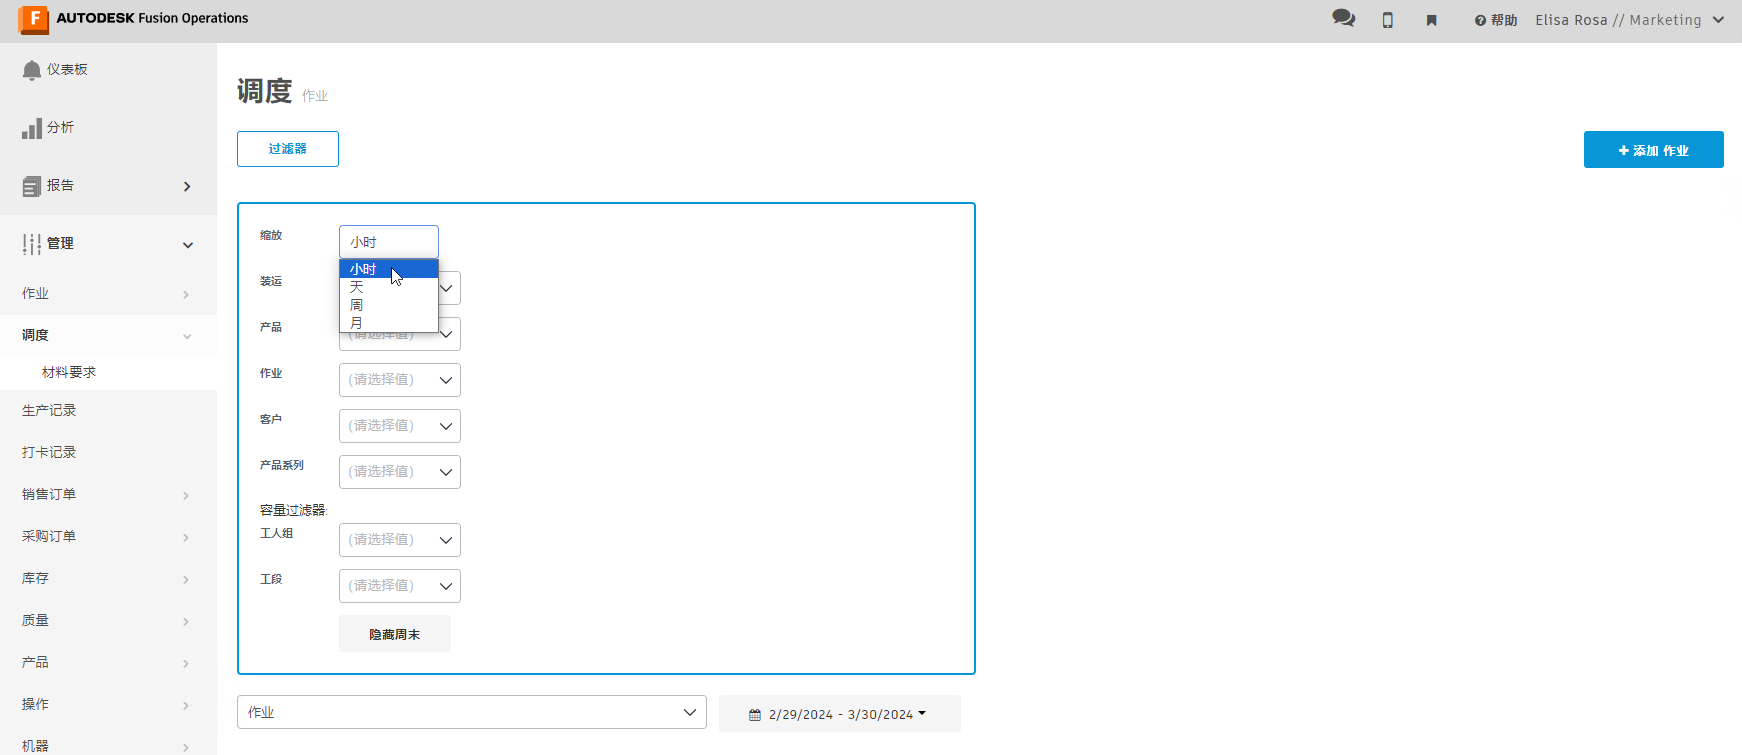 F AUTODESK Fusion Operations
帮助
Elisa Rosa // Marketing
仪表板
分析
报告
管理
作业
调度
材料要求
生产记录
打卡记录
销售订单
采购订单
库存
质量
产品
操作
机器
调度 作业
过滤器
+ 添加 作业
缩放 小时
小时
天
周
月
装运
产品 (请选择值)
作业 (请选择值)
客户 (请选择值)
产品系列 (请选择值)
容量过滤器:
工人组 (请选择值)
工段 (请选择值)
隐藏周末
作业
2/29/2024 - 3/30/2024